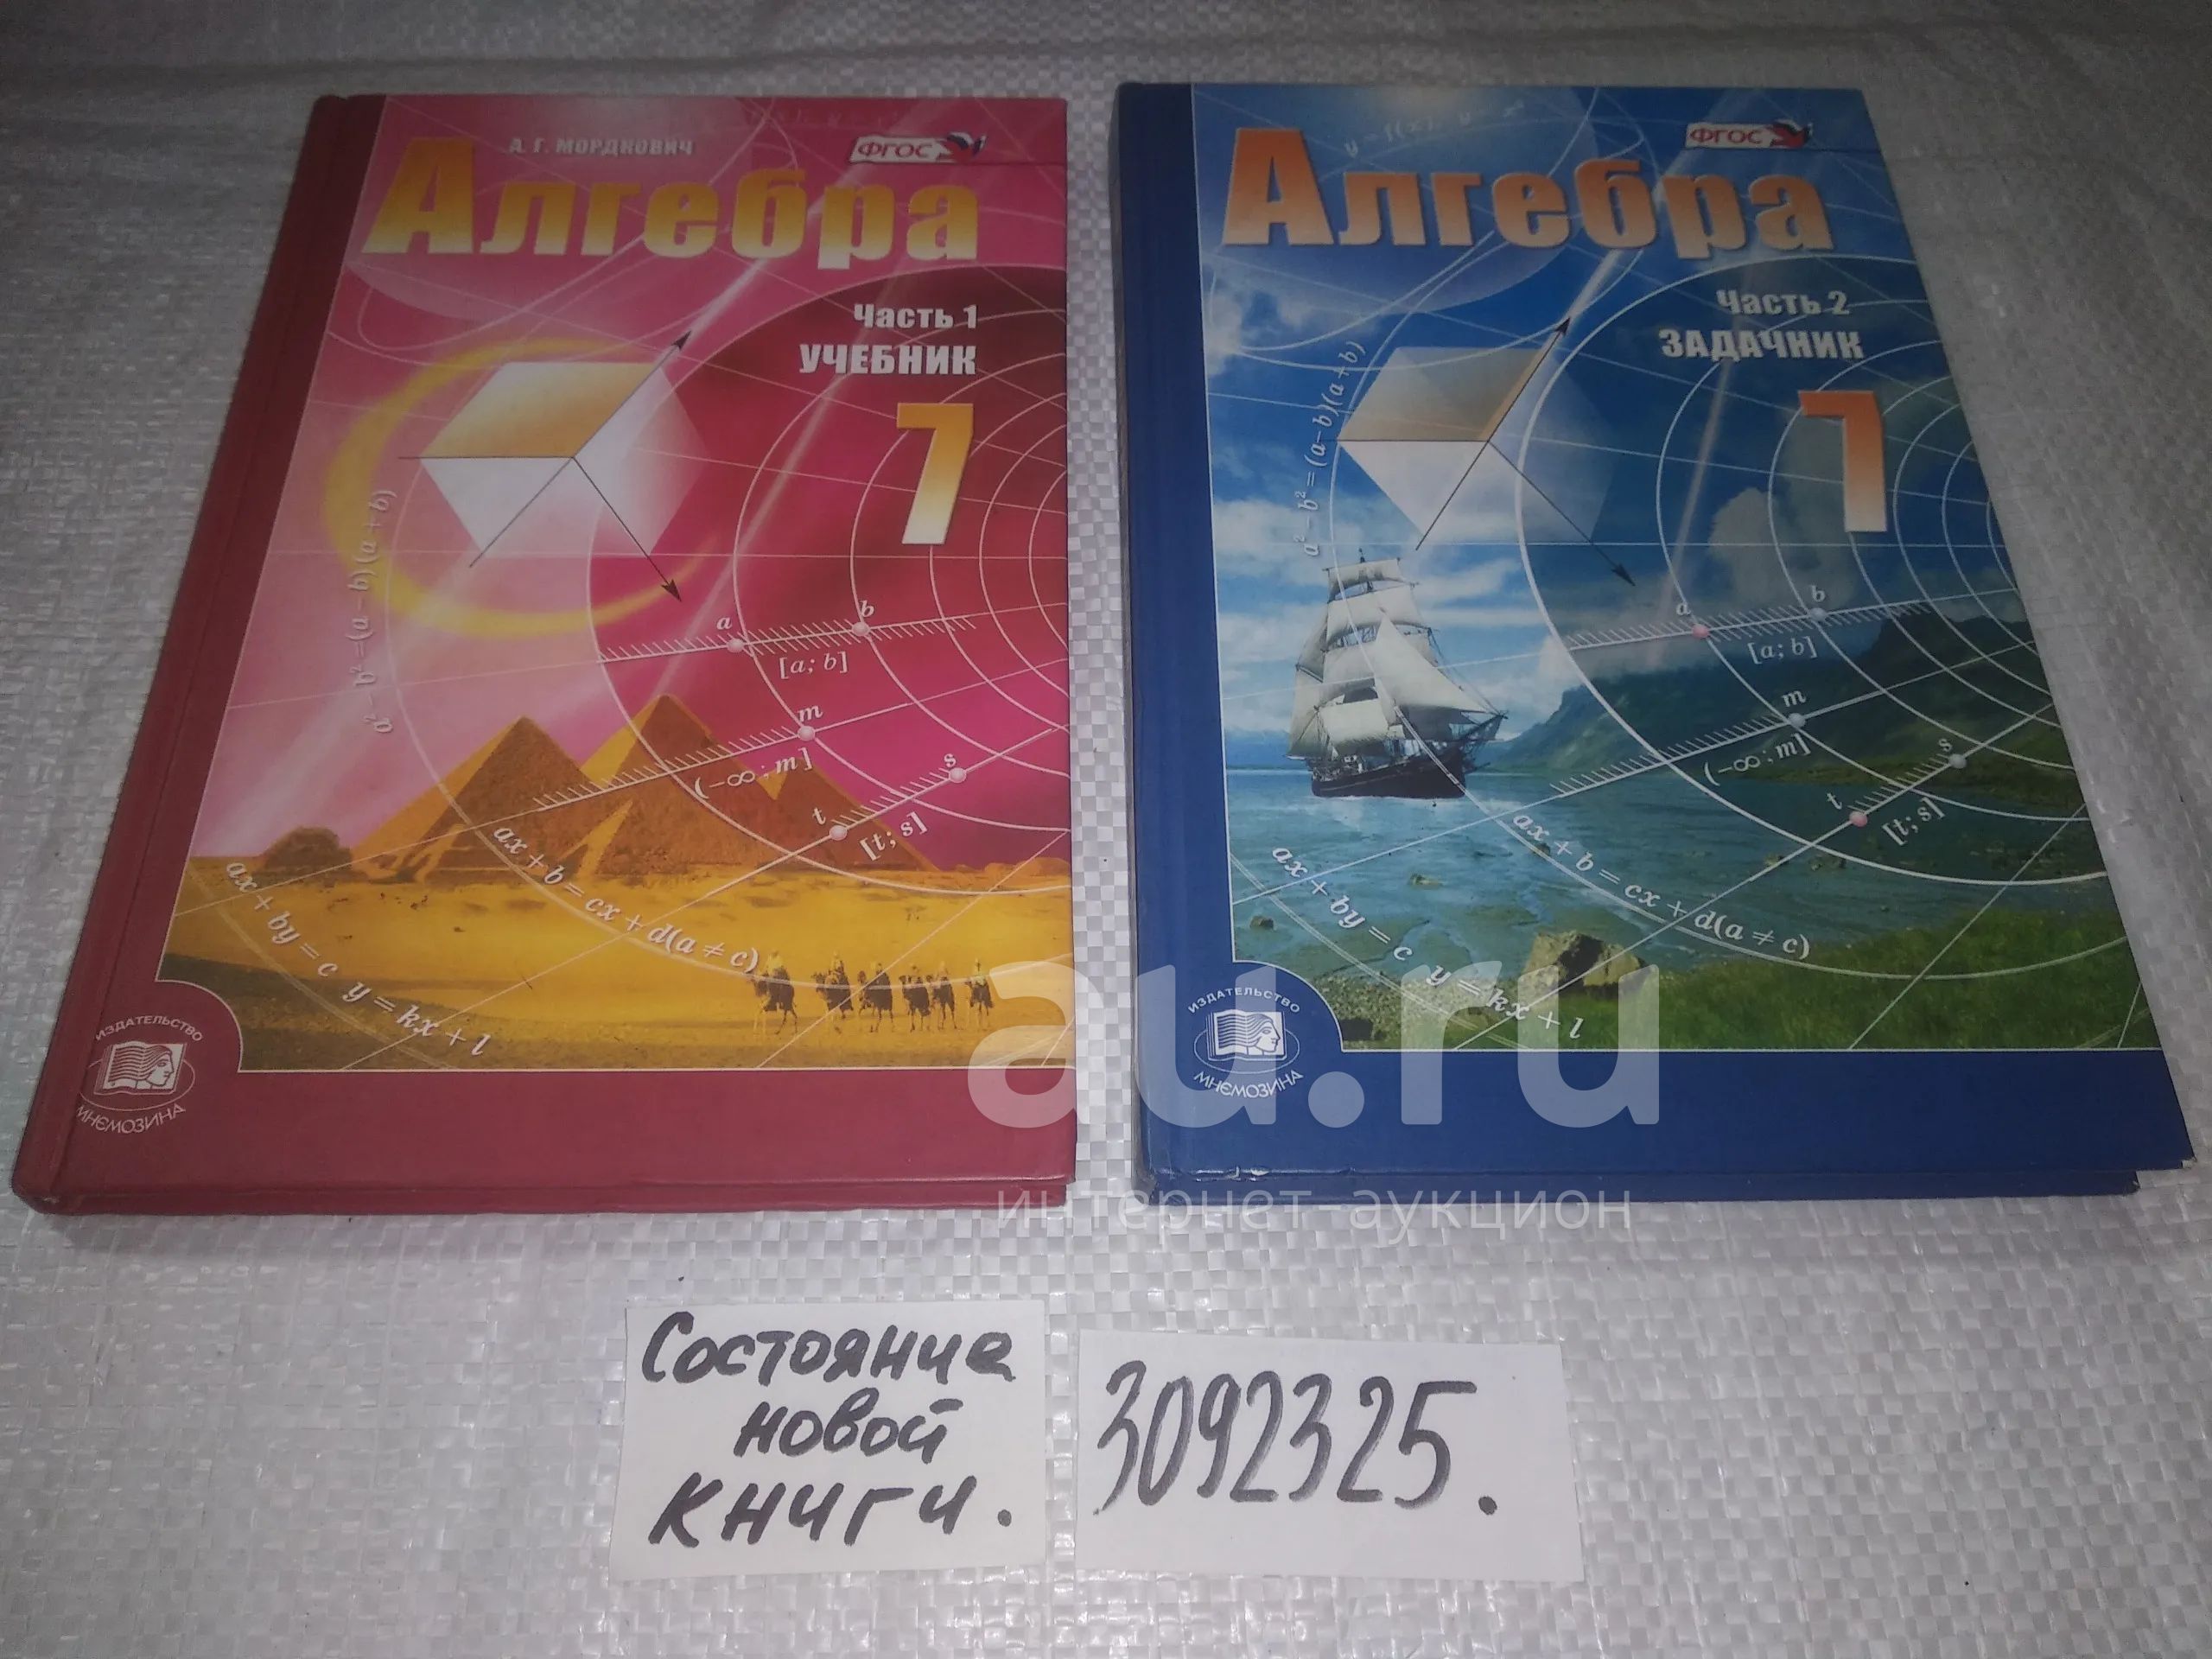 А. Г. МОРДКОВИЧ
ФГОС
Алгебра
Часть 1
УЧЕБНИК
7
a² - b² = (a - b)(a + b)
a
b
[a; b]
m
(-∞; m]
s
t
[t; s]
ax + b = cx + d(a ≠ c)
ax + by = c
y = kx + l
ИЗДАТЕЛЬСТВО
МНЕМОЗИНА
ФГОС
Алгебра
Часть 2
ЗАДАЧНИК
7
a² - b² = (a - b)(a + b)
a
b
[a; b]
m
(-∞; m]
s
t
[t; s]
ax + b = cx + d(a ≠ c)
ax + by = c
y = kx + l
ИЗДАТЕЛЬСТВО
МНЕМОЗИНА
au.ru
интернет-аукцион
Состояние
новой
книги.
3092325.